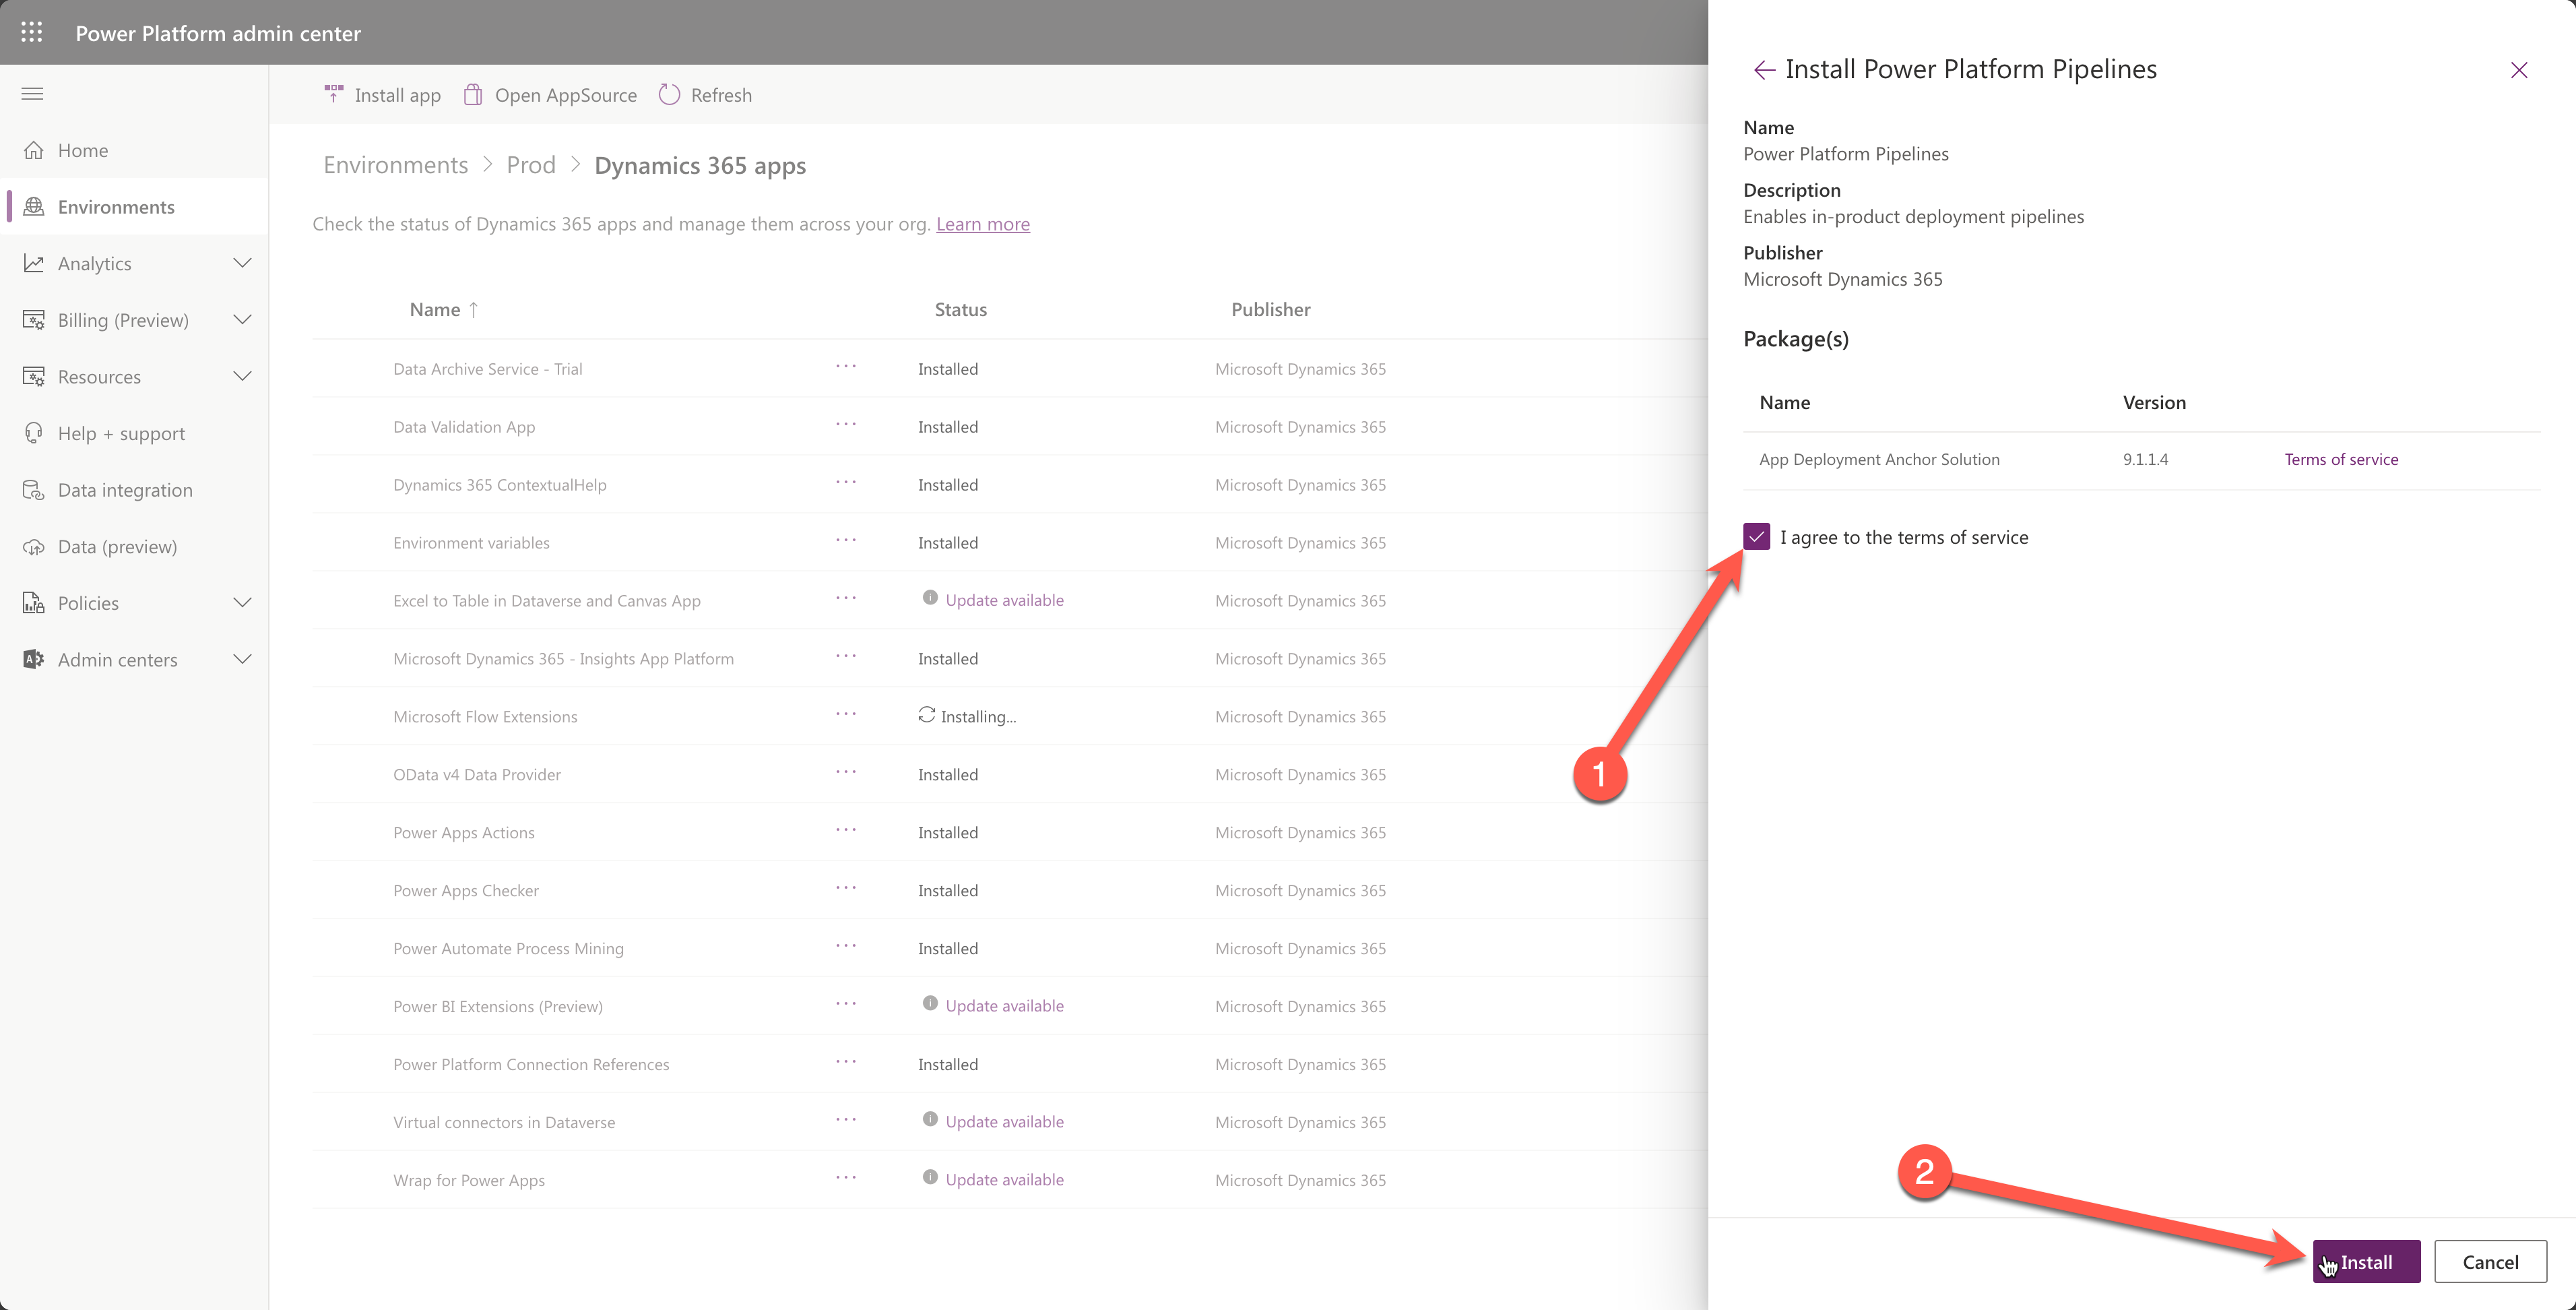 Power Platform admin center
Install app
Open AppSource
Refresh
Home
Environments
Analytics
Billing (Preview)
Resources
Help + support
Data integration
Data (preview)
Policies
Admin centers
Environments > Prod > Dynamics 365 apps
Check the status of Dynamics 365 apps and manage them across your org. Learn more
Name ↑ Status Publisher
Data Archive Service - Trial ··· Installed Microsoft Dynamics 365
Data Validation App ··· Installed Microsoft Dynamics 365
Dynamics 365 ContextualHelp ··· Installed Microsoft Dynamics 365
Environment variables ··· Installed Microsoft Dynamics 365
Excel to Table in Dataverse and Canvas App ··· Update available Microsoft Dynamics 365
Microsoft Dynamics 365 - Insights App Platform ··· Installed Microsoft Dynamics 365
Microsoft Flow Extensions ··· Installing... Microsoft Dynamics 365
OData v4 Data Provider ··· Installed Microsoft Dynamics 365
Power Apps Actions ··· Installed Microsoft Dynamics 365
Power Apps Checker ··· Installed Microsoft Dynamics 365
Power Automate Process Mining ··· Installed Microsoft Dynamics 365
Power BI Extensions (Preview) ··· Update available Microsoft Dynamics 365
Power Platform Connection References ··· Installed Microsoft Dynamics 365
Virtual connectors in Dataverse ··· Update available Microsoft Dynamics 365
Wrap for Power Apps ··· Update available Microsoft Dynamics 365
Install Power Platform Pipelines
Name
Power Platform Pipelines
Description
Enables in-product deployment pipelines
Publisher
Microsoft Dynamics 365
Package(s)
Name Version
App Deployment Anchor Solution 9.1.1.4 Terms of service
I agree to the terms of service
1
2
Install Cancel